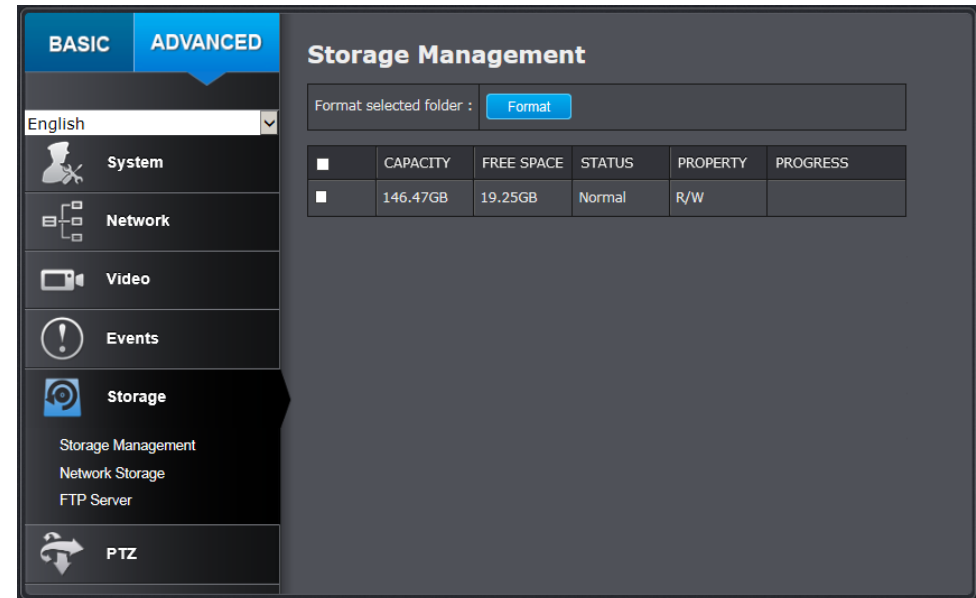 BASIC ADVANCED
English
System
Network
Video
Events
Storage
Storage Management
Network Storage
FTP Server
PTZ
Storage Management
Format selected folder : Format
CAPACITY FREE SPACE STATUS PROPERTY PROGRESS
146.47GB 19.25GB Normal R/W